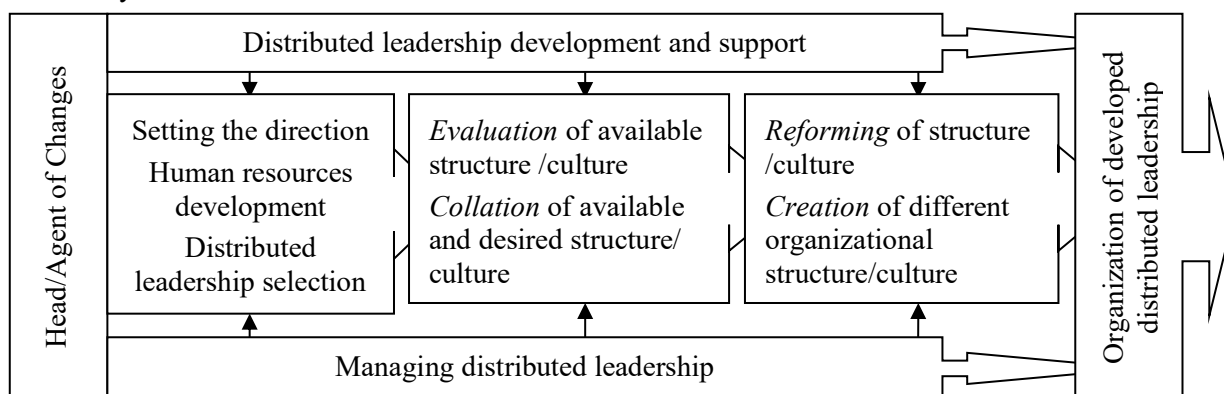 Head/Agent of Changes
Distributed leadership development and support
Setting the direction
Human resources
development
Distributed
leadership selection
Evaluation of available
structure /culture
Collation of available
and desired structure/
culture
Reforming of structure
/culture
Creation of different
organizational
structure/culture
Managing distributed leadership
Organization of developed
distributed leadership